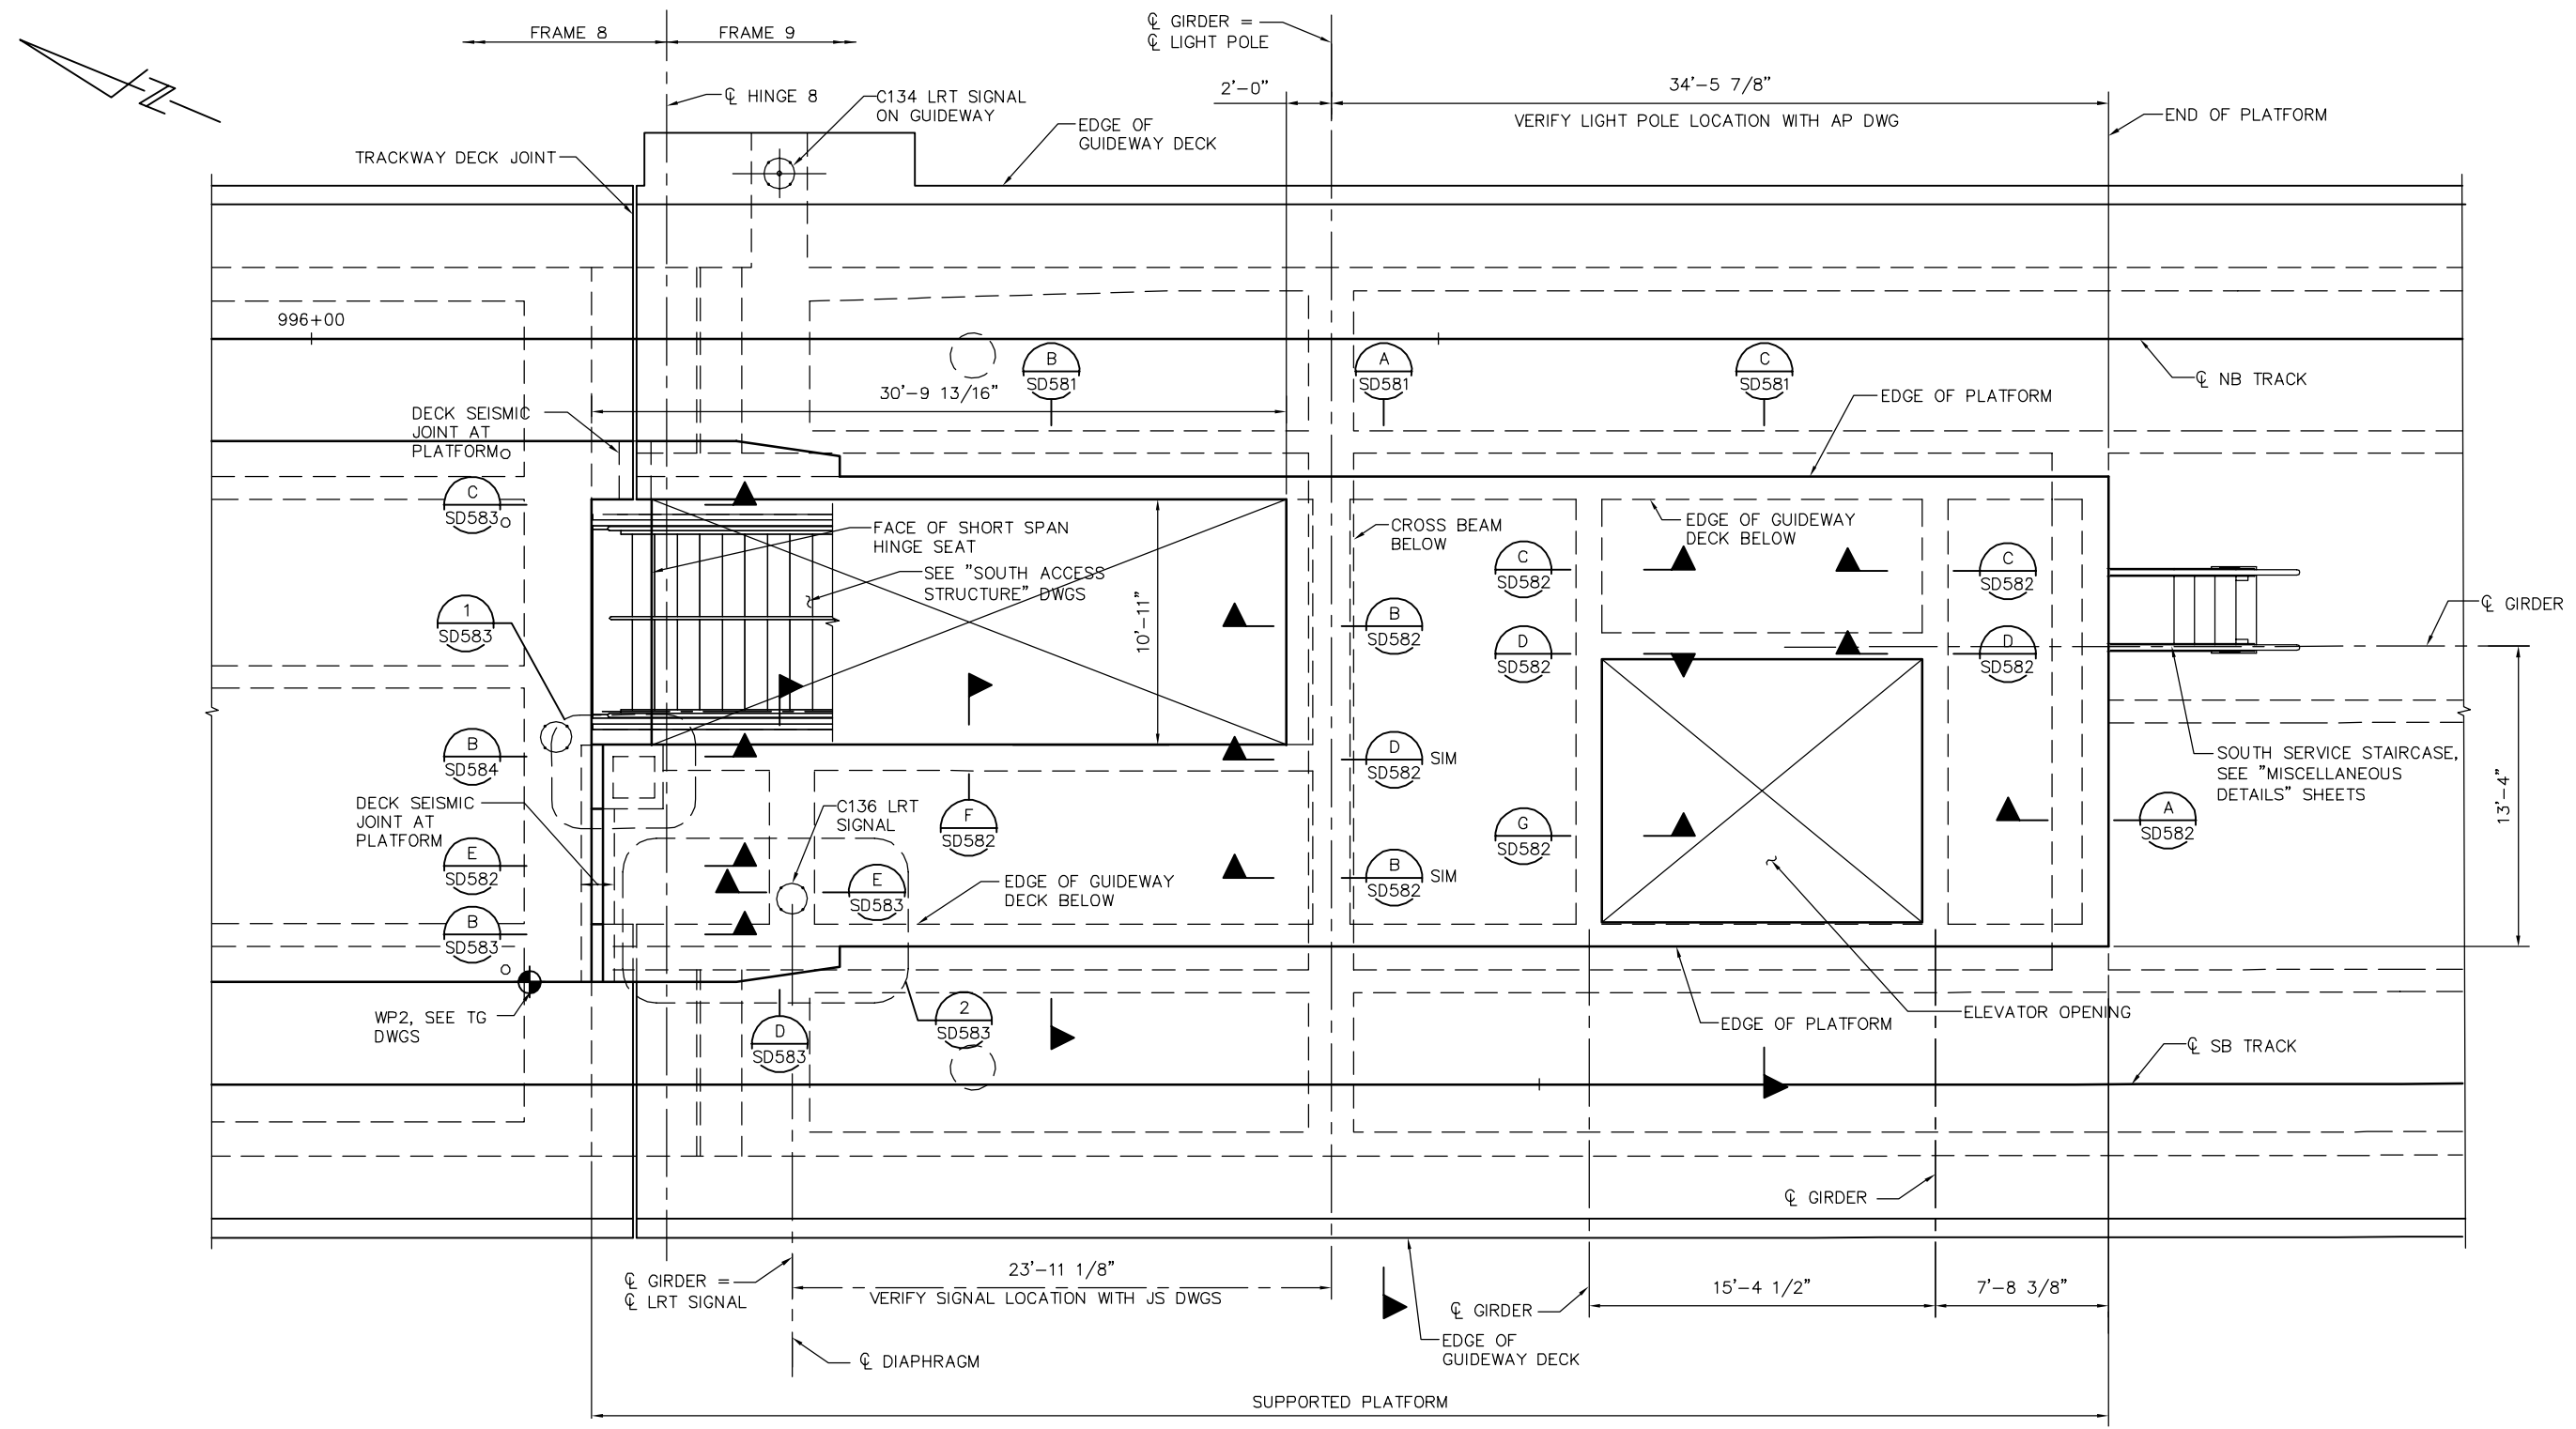 FRAME 8
FRAME 9
℄ GIRDER =
℄ LIGHT POLE
2'-0"
34'-5 7/8"
VERIFY LIGHT POLE LOCATION WITH AP DWG
END OF PLATFORM
℄ HINGE 8
C134 LRT SIGNAL
ON GUIDEWAY
EDGE OF
GUIDEWAY DECK
TRACKWAY DECK JOINT
996+00
B
SD581
A
SD581
C
SD581
30'-9 13/16"
℄ NB TRACK
EDGE OF PLATFORM
DECK SEISMIC
JOINT AT
PLATFORM
C
SD583
FACE OF SHORT SPAN
HINGE SEAT
SEE "SOUTH ACCESS
STRUCTURE" DWGS
10'-11"
CROSS BEAM
BELOW
EDGE OF GUIDEWAY
DECK BELOW
C
SD582
C
SD582
1
SD583
B
SD582
D
SD582
D
SD582
℄ GIRDER
B
SD584
D
SD582
SIM
SOUTH SERVICE STAIRCASE,
SEE "MISCELLANEOUS
DETAILS" SHEETS
13'-4"
DECK SEISMIC
JOINT AT
PLATFORM
C136 LRT
SIGNAL
F
SD582
G
SD582
A
SD582
E
SD582
E
SD583
EDGE OF GUIDEWAY
DECK BELOW
B
SD582
SIM
B
SD583
WP2, SEE TG
DWGS
D
SD583
2
SD583
EDGE OF PLATFORM
ELEVATOR OPENING
℄ SB TRACK
℄ GIRDER
℄ GIRDER =
℄ LRT SIGNAL
23'-11 1/8"
VERIFY SIGNAL LOCATION WITH JS DWGS
℄ GIRDER
15'-4 1/2"
7'-8 3/8"
℄ DIAPHRAGM
EDGE OF
GUIDEWAY DECK
SUPPORTED PLATFORM